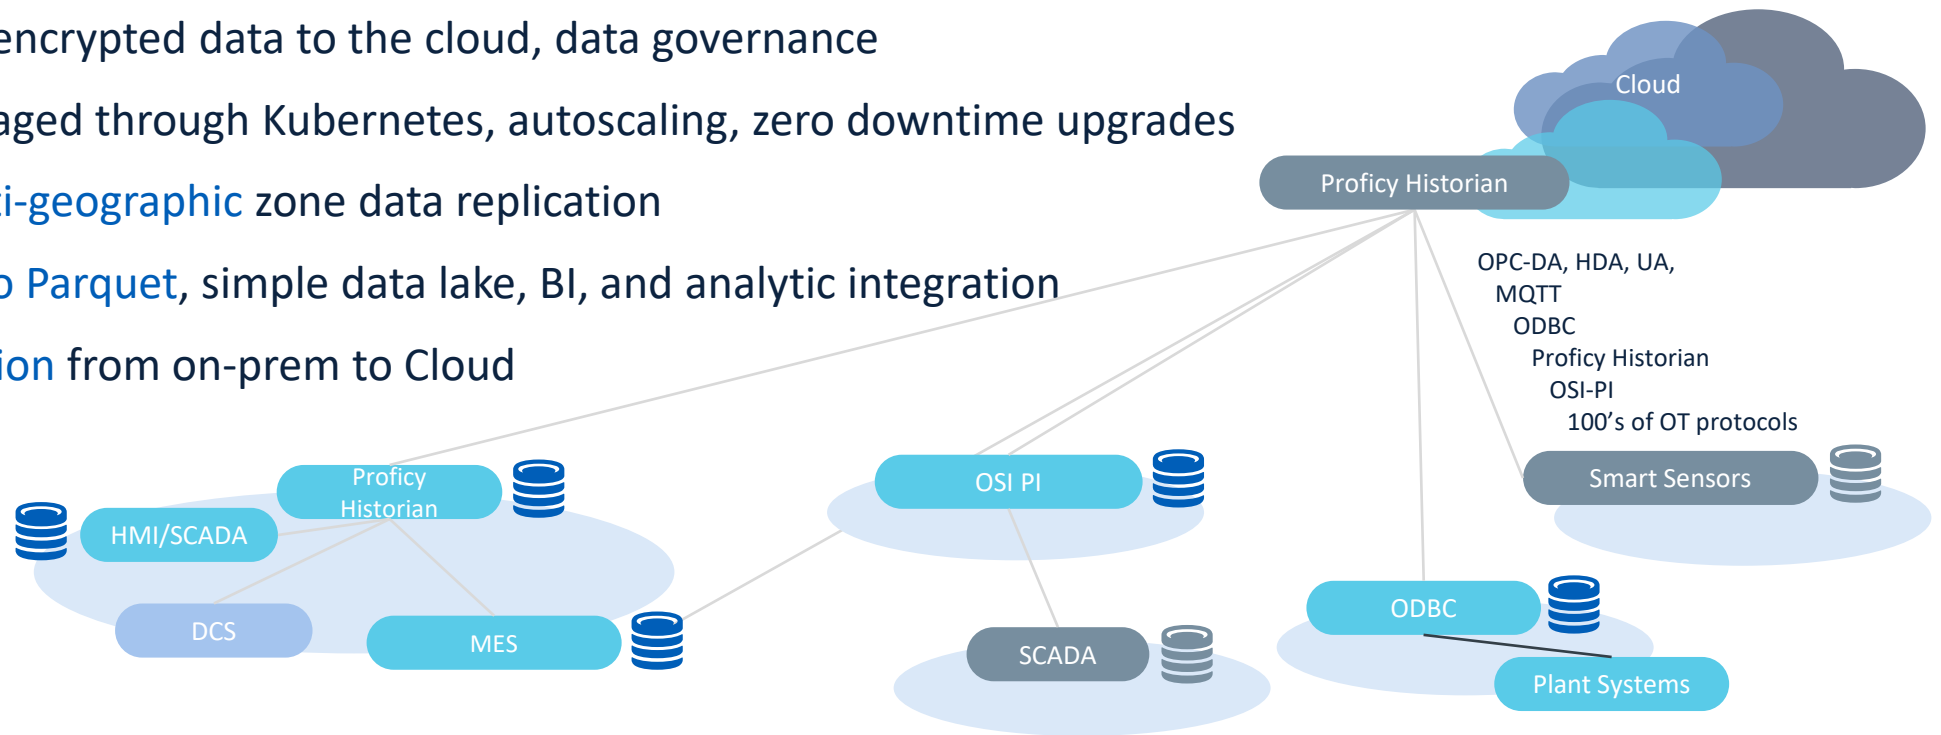 encrypted data to the cloud, data governance
aged through Kubernetes, autoscaling, zero downtime upgrades
ti-geographic zone data replication
o Parquet, simple data lake, BI, and analytic integration
ion from on-prem to Cloud
Cloud
Proficy Historian
OPC-DA, HDA, UA,
MQTT
ODBC
Proficy Historian
OSI-PI
100's of OT protocols
Proficy
Historian
HMI/SCADA
DCS
MES
OSI PI
SCADA
Smart Sensors
ODBC
Plant Systems